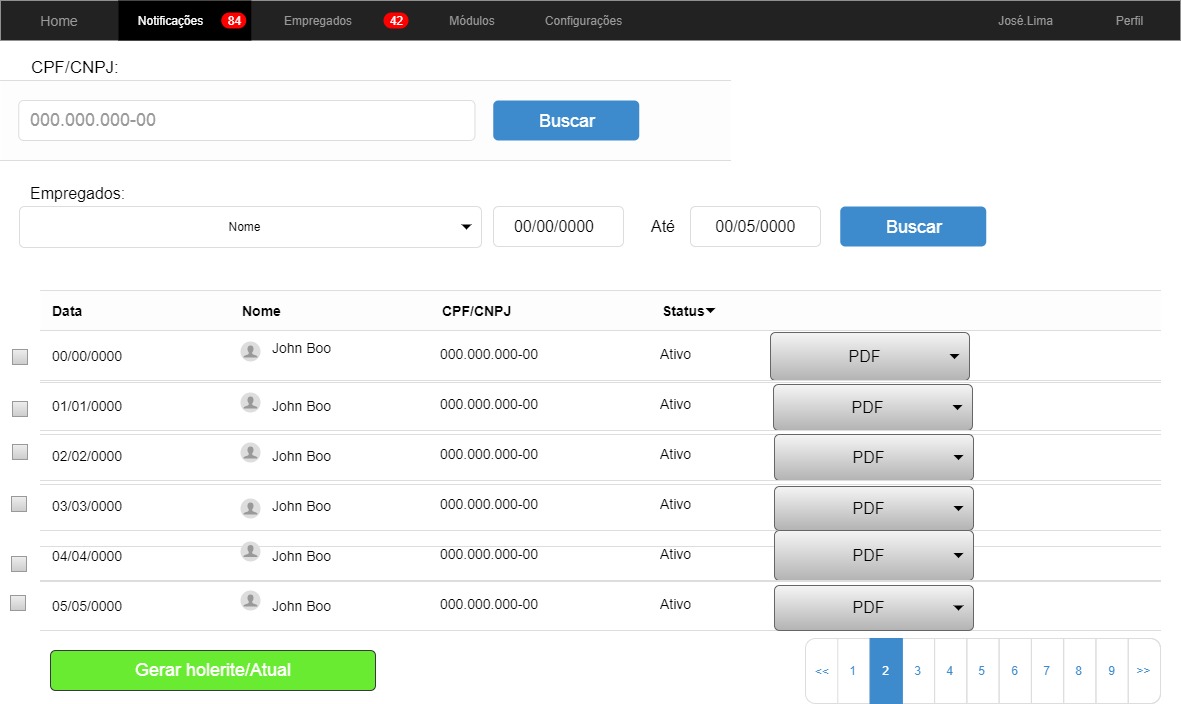 Home Notificações 84 Empregados 42 Módulos Configurações José.Lima Perfil
CPF/CNPJ:
000.000.000-00 Buscar
Empregados:
Nome 00/00/0000 Até 00/05/0000 Buscar
Data Nome CPF/CNPJ Status
00/00/0000 John Boo 000.000.000-00 Ativo PDF
01/01/0000 John Boo 000.000.000-00 Ativo PDF
02/02/0000 John Boo 000.000.000-00 Ativo PDF
03/03/0000 John Boo 000.000.000-00 Ativo PDF
04/04/0000 John Boo 000.000.000-00 Ativo PDF
05/05/0000 John Boo 000.000.000-00 Ativo PDF
Gerar holerite/Atual << 1 2 3 4 5 6 7 8 9 >>